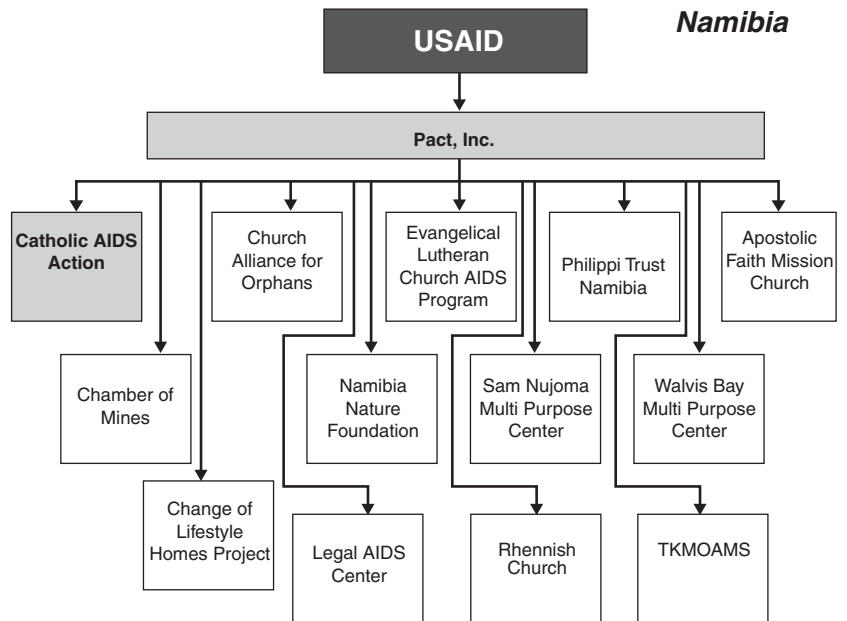 Namibia
USAID
Pact, Inc.
Catholic AIDS
Action
Church
Alliance for
Orphans
Evangelical
Lutheran
Church AIDS
Program
Philippi Trust
Namibia
Apostolic
Faith Mission
Church
Chamber of
Mines
Namibia
Nature
Foundation
Sam Nujoma
Multi Purpose
Center
Walvis Bay
Multi Purpose
Center
Change of
Lifestyle
Homes Project
Legal AIDS
Center
Rhennish
Church
TKMOAMS